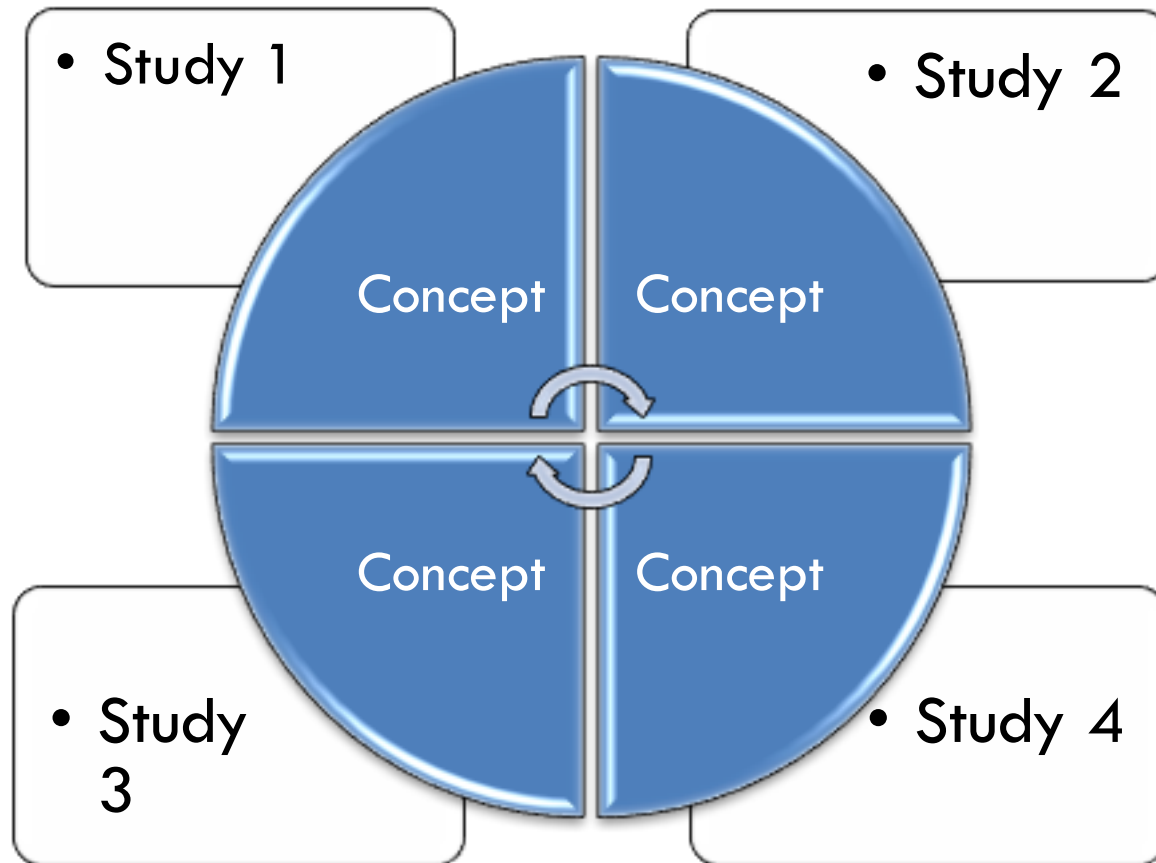 • Study 1
• Study 2
Concept
Concept
Concept
Concept
• Study
3
• Study 4